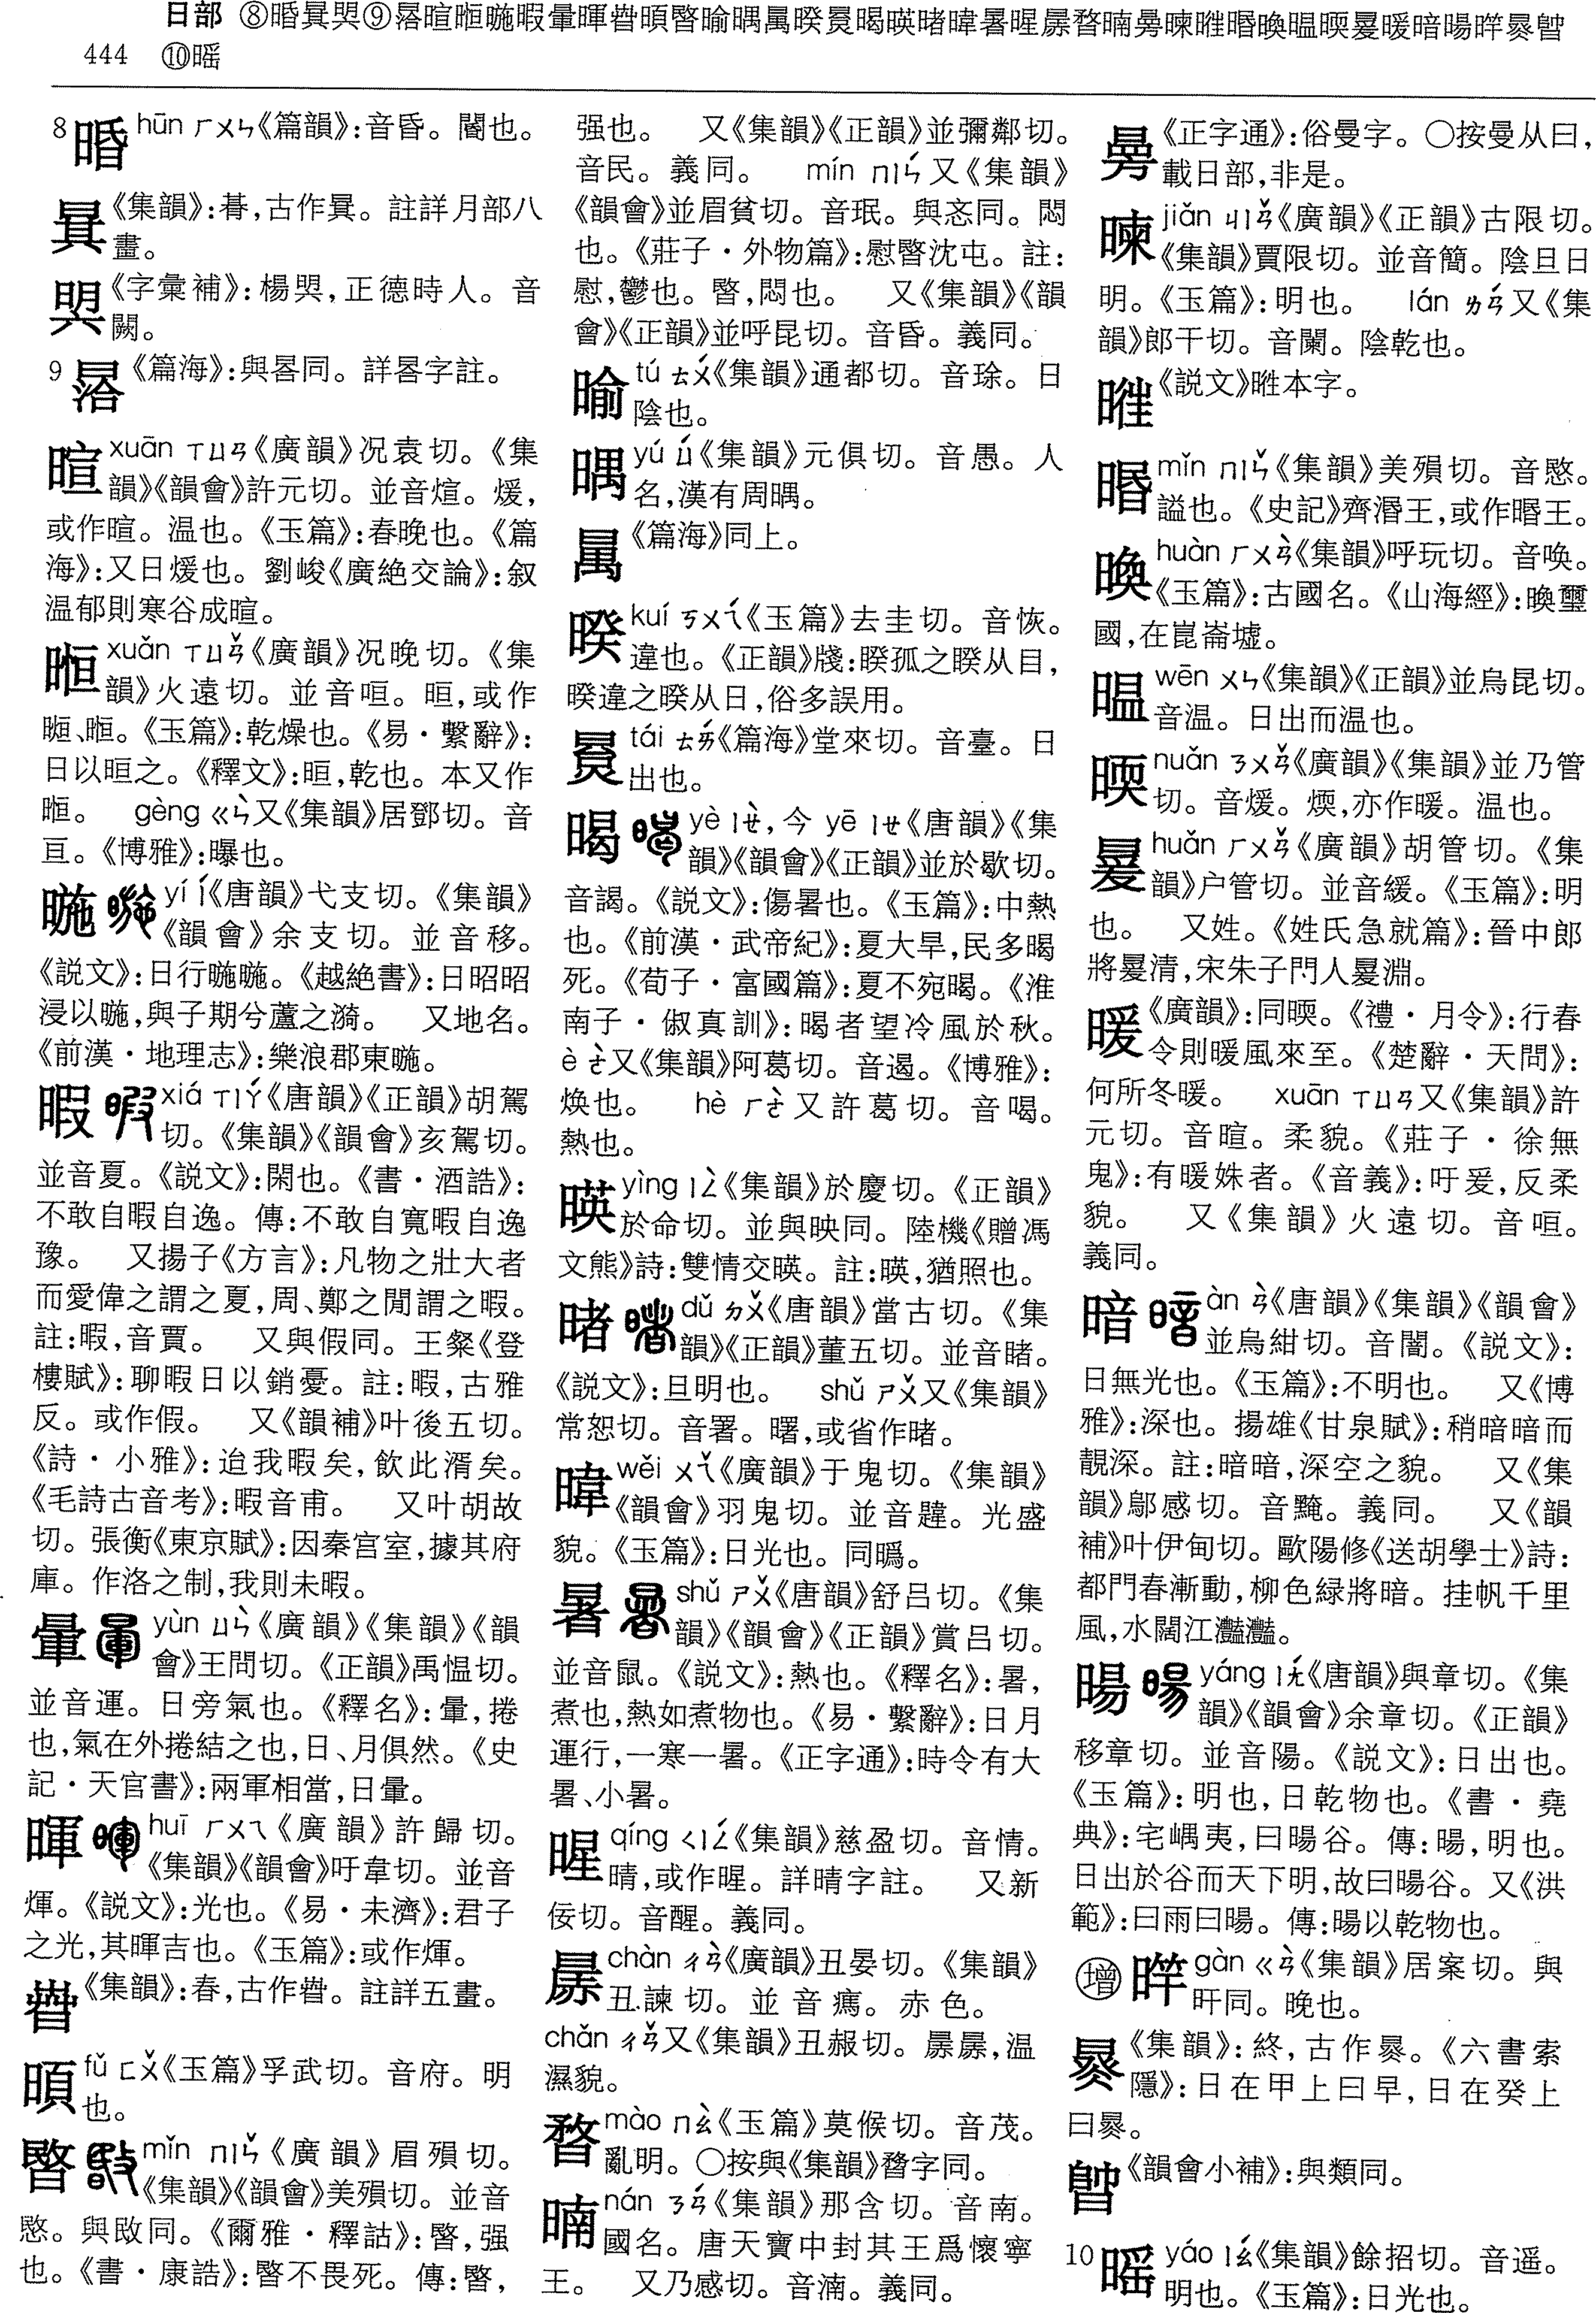 日部 ⑧㫻㫷㬰⑨㬅暄暅暆暇暈暉旾㬃暋㬀暍暠暌㬎暍暎暏暐暑暒㬇暓暔暤暕暀㬆暥昷暖㬊暖暗暘㫰㬌㬟
444 ⑩暚
8 hūn ㄏㄨㄣ《篇韻》:音昏。闇也。
《集韻》:朞,古作㫷。註詳月部八
畫。
《字彙補》:楊㬰,正德時人。音
闕。
9 《篇海》:與晷同。詳晷字註。
暄 xuān ㄒㄩㄢ《廣韻》况袁切。《集
韻》《韻會》許元切。並音煊。煖,
或作暄。温也。《玉篇》:春晚也。《篇
海》:又日煖也。劉峻《廣絶交論》:叙
温郁則寒谷成暄。
暅 xuǎn ㄒㄩㄢˇ《廣韻》况晚切。《集
韻》火遠切。並音咺。晅,或作
暅。《玉篇》:乾燥也。《易·繫辭》:
日以晅之。《釋文》:晅,乾也。本又作
暅。 gèng ㄍㄣˋ又《集韻》居鄧切。音
亘。《博雅》:曝也。
暆 yí ㄧˊ《唐韻》弋支切。《集韻》
《韻會》余支切。並音移。
《説文》:日行暆暆。《越絶書》:日昭昭
浸以暆,與子期兮蘆之漪。 又地名。
《前漢·地理志》:樂浪郡東暆。
暇 xiá ㄒㄧㄚˊ《唐韻》《正韻》胡駕
切。《集韻》《韻會》亥駕切。
並音夏。《説文》:閑也。《書·酒誥》:
不敢自暇自逸。傳:不敢自寬暇自逸
豫。 又揚子《方言》:凡物之壯大者
而愛偉之謂之夏,周、鄭之閒謂之暇。
註:暇,音賈。 又與假同。王粲《登
樓賦》:聊暇日以銷憂。註:暇,古雅
反。或作假。 又《韻補》叶後五切。
《詩·小雅》:迨我暇矣,飲此湑矣。
《毛詩古音考》:暇音甫。 又叶胡故
切。張衡《東京賦》:因秦宫室,據其府
庫。作洛之制,我則未暇。
暈 yùn ㄩㄣˋ《廣韻》《集韻》《韻
會》王問切。《正韻》禹愠切。
並音運。日旁氣也。《釋名》:暈,捲
也,氣在外捲結之也,日、月俱然。《史
記·天官書》:兩軍相當,日暈。
暉 huī ㄏㄨㄟ《廣韻》許歸切。
《集韻》《韻會》吁韋切。並音
煇。《説文》:光也。《易·未濟》:君子
之光,其暉吉也。《玉篇》:或作煇。
《集韻》:春,古作㫪。註詳五畫。
fǔ ㄈㄨˇ《玉篇》孚武切。音府。明
也。
暋 mǐn ㄇㄧㄣˇ《廣韻》眉殞切。
《集韻》《韻會》美殞切。並音
愍。與敃同。《爾雅·釋詁》:暋,强
也。《書·康誥》:暋不畏死。傳:暋,
强也。 又《集韻》《正韻》並彌鄰切。
音民。義同。 mín ㄇㄧㄣˊ又《集韻》
《韻會》並眉貧切。音珉。與忞同。悶
也。《莊子·外物篇》:慰暋沈屯。註:
慰,鬱也。暋,悶也。 又《集韻》《韻
會》《正韻》並呼昆切。音昏。義同。
tú ㄊㄨˊ《集韻》通都切。音瑹。日
陰也。
yú ㄩˊ《集韻》元俱切。音愚。人
名,漢有周㬂。
《篇海》同上。
暌 kuí ㄎㄨㄟˊ《玉篇》去圭切。音恢。
違也。《正韻》牋:睽孤之睽从目,
暌違之暌从日,俗多誤用。
tái ㄊㄞˊ《篇海》堂來切。音臺。日
出也。
暍 yè ㄧㄝˋ,今 yē ㄧㄝ《唐韻》《集
韻》《韻會》《正韻》並於歇切。
音謁。《説文》:傷暑也。《玉篇》:中熱
也。《前漢·武帝紀》:夏大旱,民多暍
死。《荀子·富國篇》:夏不宛暍。《淮
南子·俶真訓》:暍者望冷風於秋。
è ㄜˋ又《集韻》阿葛切。音遏。《博雅》:
煥也。 hè ㄏㄜˋ又許葛切。音喝。
熱也。
暎 yìng ㄧㄥˋ《集韻》於慶切。《正韻》
於命切。並與映同。陸機《贈馮
文熊》詩:雙情交暎。註:暎,猶照也。
暏 dǔ ㄉㄨˇ《唐韻》當古切。《集
韻》《正韻》董五切。並音睹。
《説文》:旦明也。 shǔ ㄕㄨˇ又《集韻》
常恕切。音署。曙,或省作暏。
暐 wěi ㄨㄟˇ《廣韻》于鬼切。《集韻》
《韻會》羽鬼切。並音韙。光盛
貌。《玉篇》:日光也。同㬙。
暑 shǔ ㄕㄨˇ《唐韻》舒吕切。《集
韻》《韻會》《正韻》賞吕切。
並音鼠。《説文》:熱也。《釋名》:暑,
煮也,熱如煮物也。《易·繫辭》:日月
運行,一寒一暑。《正字通》:時令有大
暑、小暑。
暒 qíng ㄑㄧㄥˊ《集韻》慈盈切。音情。
晴,或作暒。詳晴字註。 又新
佞切。音醒。義同。
chàn ㄔㄢˋ《廣韻》丑晏切。《集韻》
丑諫切。並音㵌。赤色。
chǎn ㄔㄢˇ又《集韻》丑赧切。㬄㬄,温
濕貌。
暓 mào ㄇㄠˋ《玉篇》莫候切。音茂。
亂明。〇按與《集韻》瞀字同。
暔 nán ㄋㄢˊ《集韻》那含切。音南。
國名。唐天寶中封其王爲懷寧
王。 又乃感切。音湳。義同。
《正字通》:俗曼字。〇按曼从曰,
載日部,非是。
暕 jiǎn ㄐㄧㄢˇ《廣韻》《正韻》古限切。
《集韻》賈限切。並音簡。陰旦日
明。《玉篇》:明也。 lán ㄌㄢˊ又《集
韻》郎干切。音闌。陰乾也。
《説文》暀本字。
mǐn ㄇㄧㄣˇ《集韻》美殞切。音愍。
謚也。《史記》齊湣王,或作㬆王。
huàn ㄏㄨㄢˋ《集韻》呼玩切。音唤。
《玉篇》:古國名。《山海經》:㬇璽
國,在崑崙墟。
wēn ㄨㄣ《集韻》《正韻》並烏昆切。
音温。日出而温也。
nuǎn ㄋㄨㄢˇ《廣韻》《集韻》並乃管
切。音煖。㬉,亦作暖。温也。
huǎn ㄏㄨㄢˇ《廣韻》胡管切。《集
韻》户管切。並音緩。《玉篇》:明
也。 又姓。《姓氏急就篇》:晉中郎
將㬊清,宋朱子門人㬊淵。
暖 《廣韻》:同㬉。《禮·月令》:行春
令則暖風來至。《楚辭·天問》:
何所冬暖。 xuān ㄒㄩㄢ又《集韻》許
元切。音暄。柔貌。《莊子·徐無
鬼》:有暖姝者。《音義》:吁爰,反柔
貌。 又《集韻》火遠切。音咺。
義同。
暗 àn ㄢˋ《唐韻》《集韻》《韻會》
並烏紺切。音闇。《説文》:
日無光也。《玉篇》:不明也。 又《博
雅》:深也。揚雄《甘泉賦》:稍暗暗而
靚深。註:暗暗,深空之貌。 又《集
韻》鄔感切。音黤。義同。 又《韻
補》叶伊甸切。歐陽修《送胡學士》詩:
都門春漸動,柳色緑將暗。挂帆千里
風,水闊江灩灩。
暘 yáng ㄧㄤˊ《唐韻》與章切。《集
韻》《韻會》余章切。《正韻》
移章切。並音陽。《説文》:日出也。
《玉篇》:明也,日乾物也。《書·堯
典》:宅嵎夷,曰暘谷。傳:暘,明也。
日出於谷而天下明,故曰暘谷。又《洪
範》:曰雨曰暘。傳:暘以乾物也。
增 gàn ㄍㄢˋ《集韻》居案切。與
旰同。晚也。
《集韻》:終,古作㬌。《六書索
隱》:日在甲上曰早,日在癸上
曰㬌。
《韻會小補》:與類同。
10 暚 yáo ㄧㄠˊ《集韻》餘招切。音遥。
明也。《玉篇》:日光也。